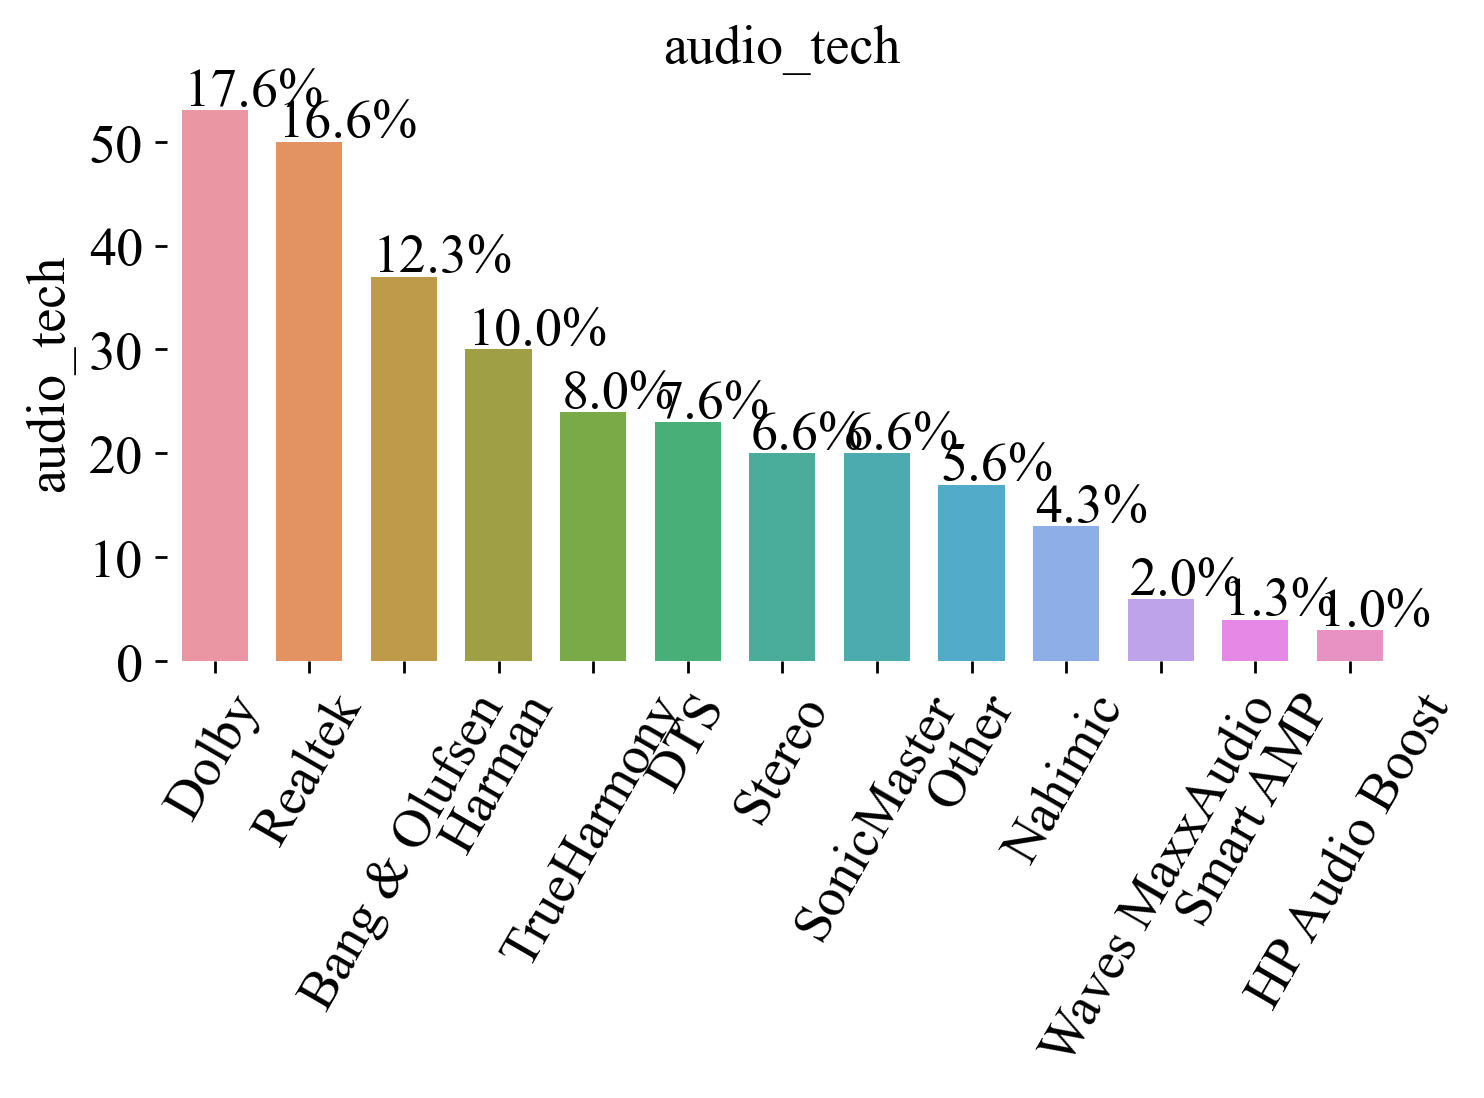 audio_tech
audio_tech
50
40
30
20
10
0
17.6%
16.6%
12.3%
10.0%
8.0%
7.6%
6.6%
6.6%
5.6%
4.3%
2.0%
1.3%
1.0%
Dolby
Realtek
Bang & Olufsen
Harman
TrueHarmony
DTS
Stereo
SonicMaster
Other
Nahimic
Waves MaxxAudio
Smart AMP
HP Audio Boost